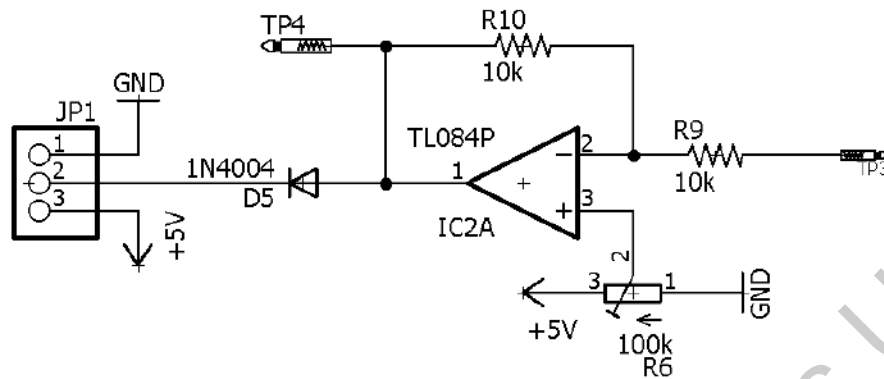 TP4
R10
10k
GND
JP1
1
2
3
+5V
1N4004
D5
TL084P
1
2
3
IC2A
R9
10k
TP3
2
3
1
+5V
GND
100k
R6